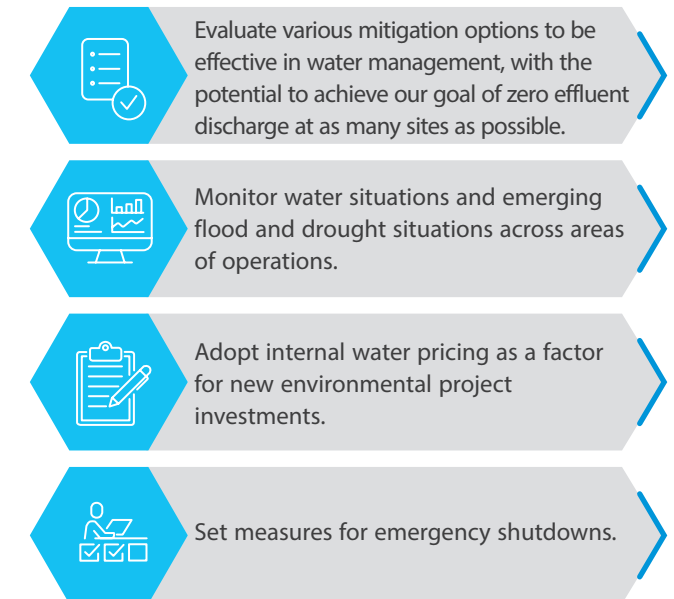 Evaluate various mitigation options to be
effective in water management, with the
potential to achieve our goal of zero effluent
discharge at as many sites as possible.
Monitor water situations and emerging
flood and drought situations across areas
of operations.
Adopt internal water pricing as a factor
for new environmental project
investments.
Set measures for emergency shutdowns.